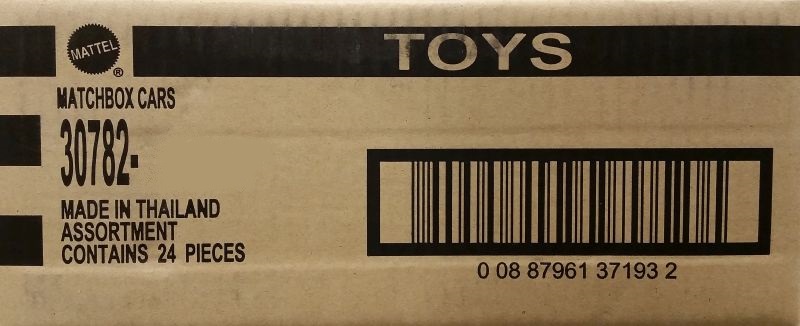 MATTEL
®
TOYS
MATCHBOX CARS
30782-
MADE IN THAILAND
ASSORTMENT
CONTAINS 24 PIECES
0 08 87961 37193 2